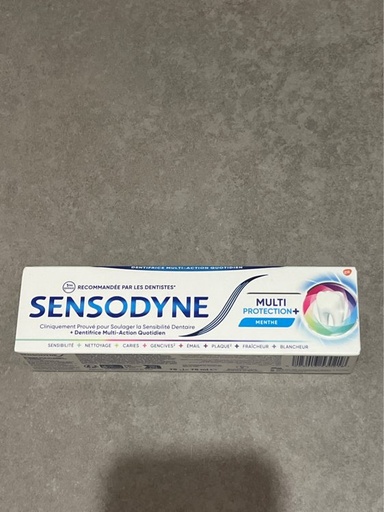 DENTIFRICE MULTI-ACTION QUOTIDIEN
RECOMMANDÉE PAR LES DENTISTES*
SENSODYNE
Cliniquement Prouvé pour Soulager la Sensibilité Dentaire
+ Dentifrice Multi-Action Quotidien
MULTI
PROTECTION+
MENTHE
SENSIBILITÉ + NETTOYAGE + CARIES + GENCIVES† + EMAIL + PLAQUE† + FRAÎCHEUR + BLANCHEUR